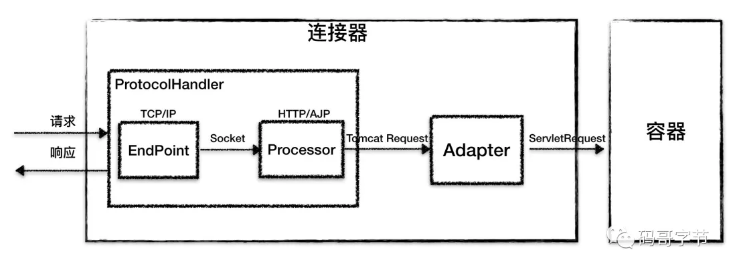 连接器
ProtocolHandler
请求
TCP/IP
HTTP/AJP
响应
EndPoint
Socket
Processor
Tomcat Request
Adapter
ServletRequest
容器
码哥字节